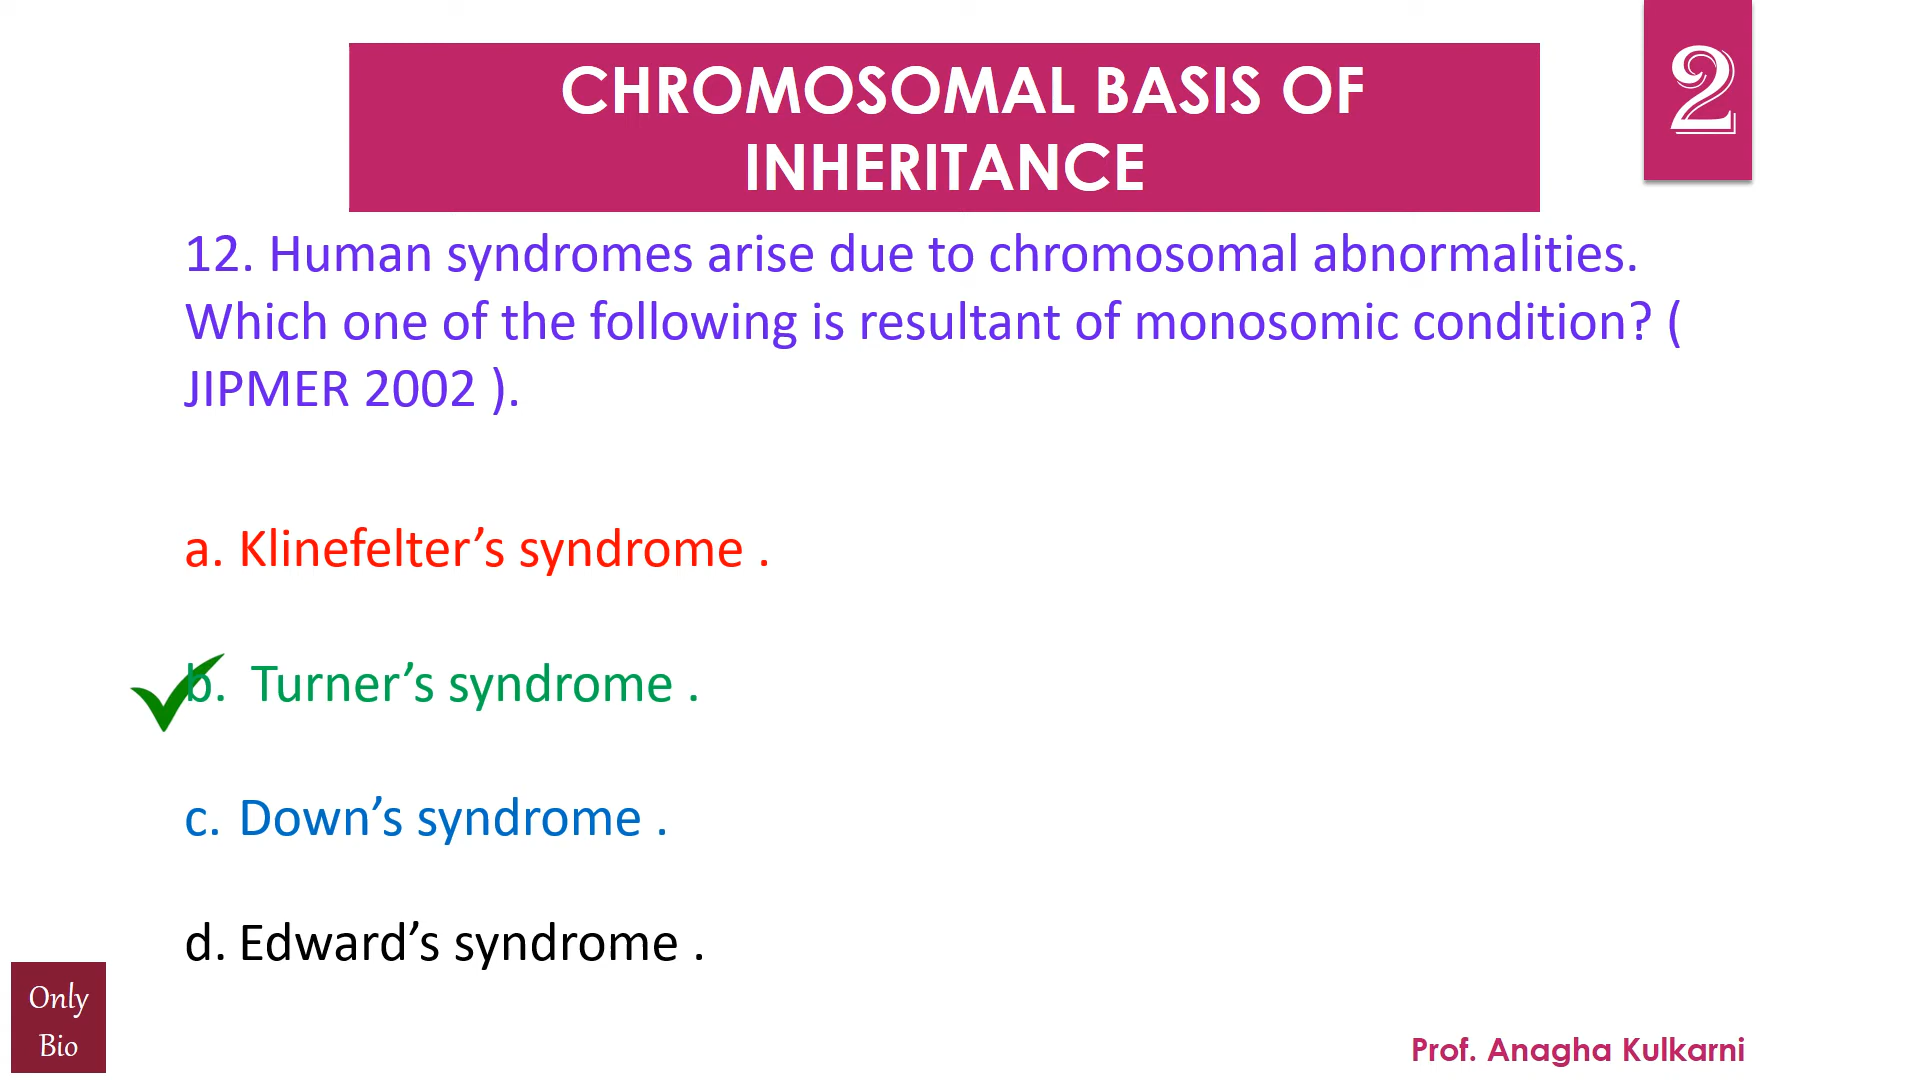 2
CHROMOSOMAL BASIS OF
INHERITANCE
12. Human syndromes arise due to chromosomal abnormalities.
Which one of the following is resultant of monosomic condition? (
JIPMER 2002 ).
a. Klinefelter’s syndrome .
b. Turner’s syndrome .
c. Down’s syndrome .
d. Edward’s syndrome .
Only
Bio
Prof. Anagha Kulkarni